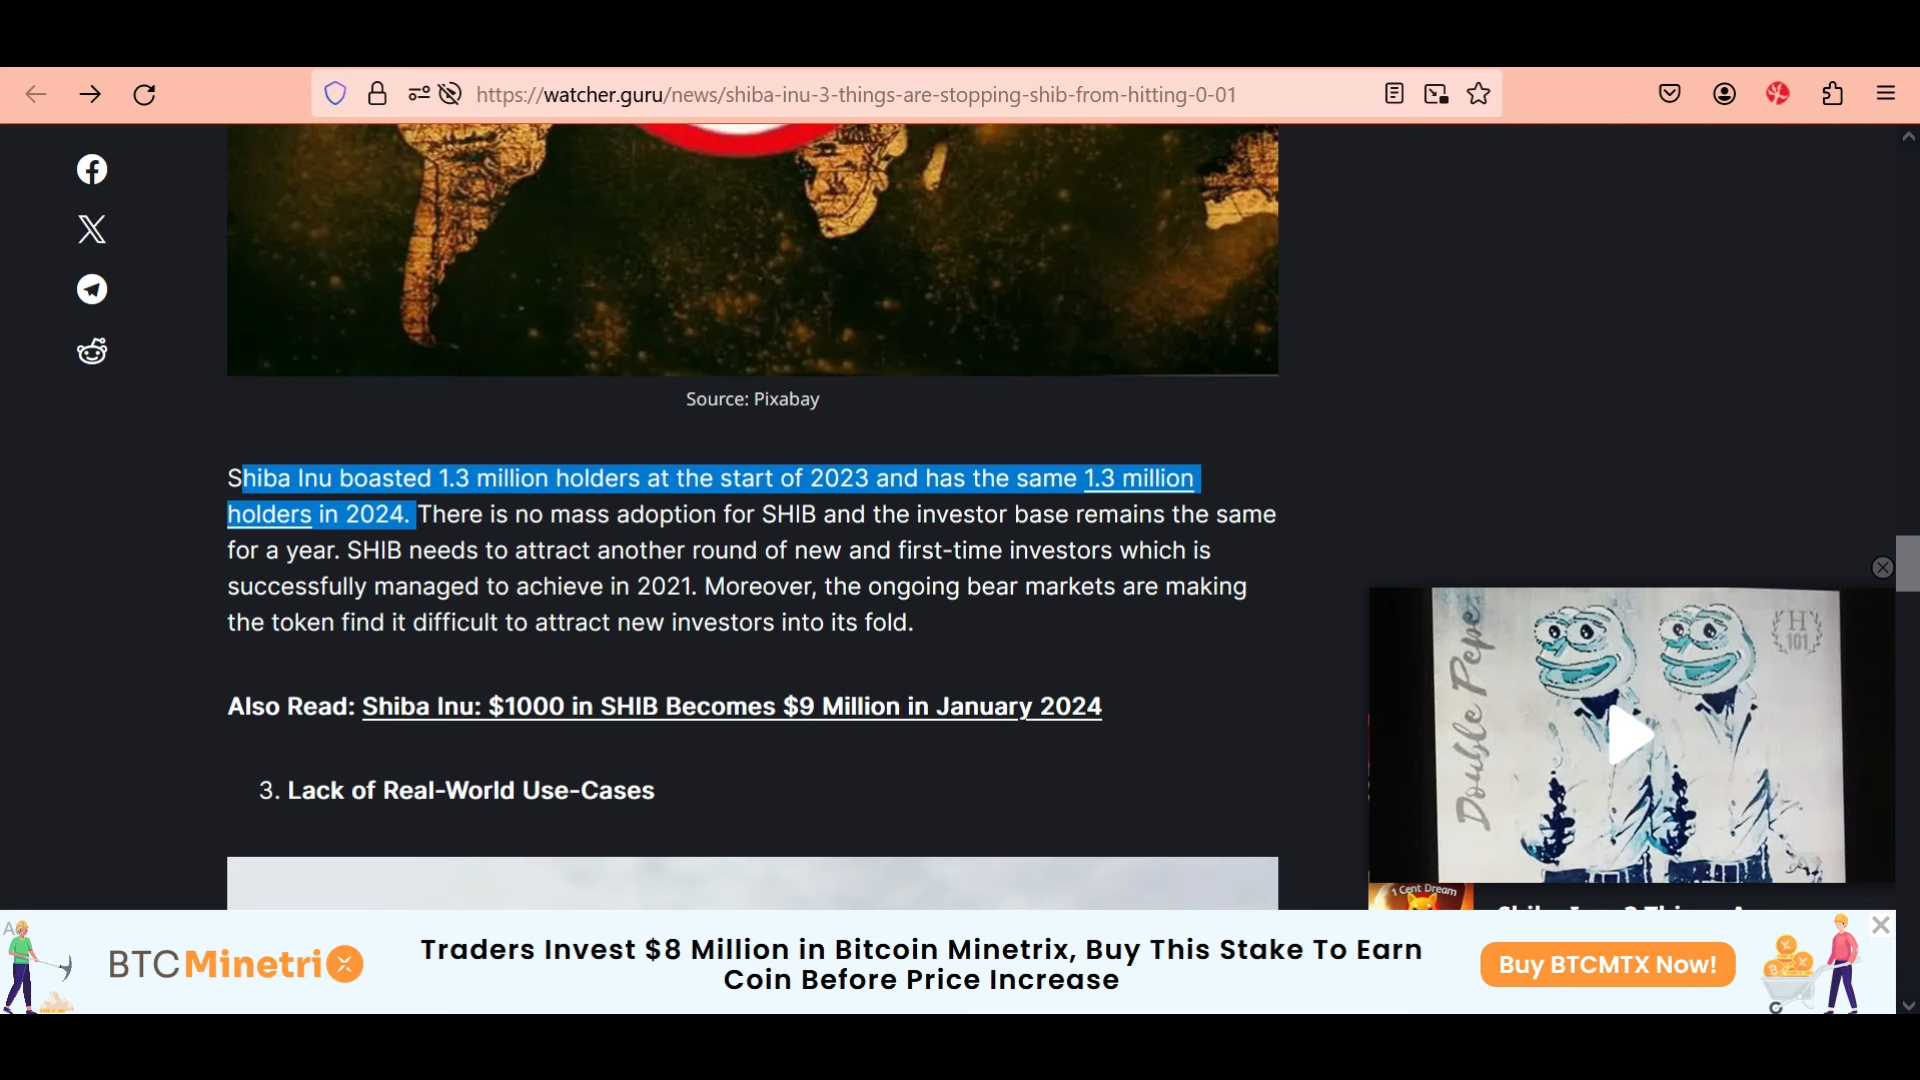 https://watcher.guru/news/shiba-inu-3-things-are-stopping-shib-from-hitting-0-01
Source: Pixabay
Shiba Inu boasted 1.3 million holders at the start of 2023 and has the same 1.3 million
holders in 2024. There is no mass adoption for SHIB and the investor base remains the same
for a year. SHIB needs to attract another round of new and first-time investors which is
successfully managed to achieve in 2021. Moreover, the ongoing bear markets are making
the token find it difficult to attract new investors into its fold.
Also Read: Shiba Inu: $1000 in SHIB Becomes $9 Million in January 2024
3. Lack of Real-World Use-Cases
Double Pepe
H
101
1 Cent Dream
BTCMinetrix
Traders Invest $8 Million in Bitcoin Minetrix, Buy This Stake To Earn
Coin Before Price Increase
Buy BTCMTX Now!